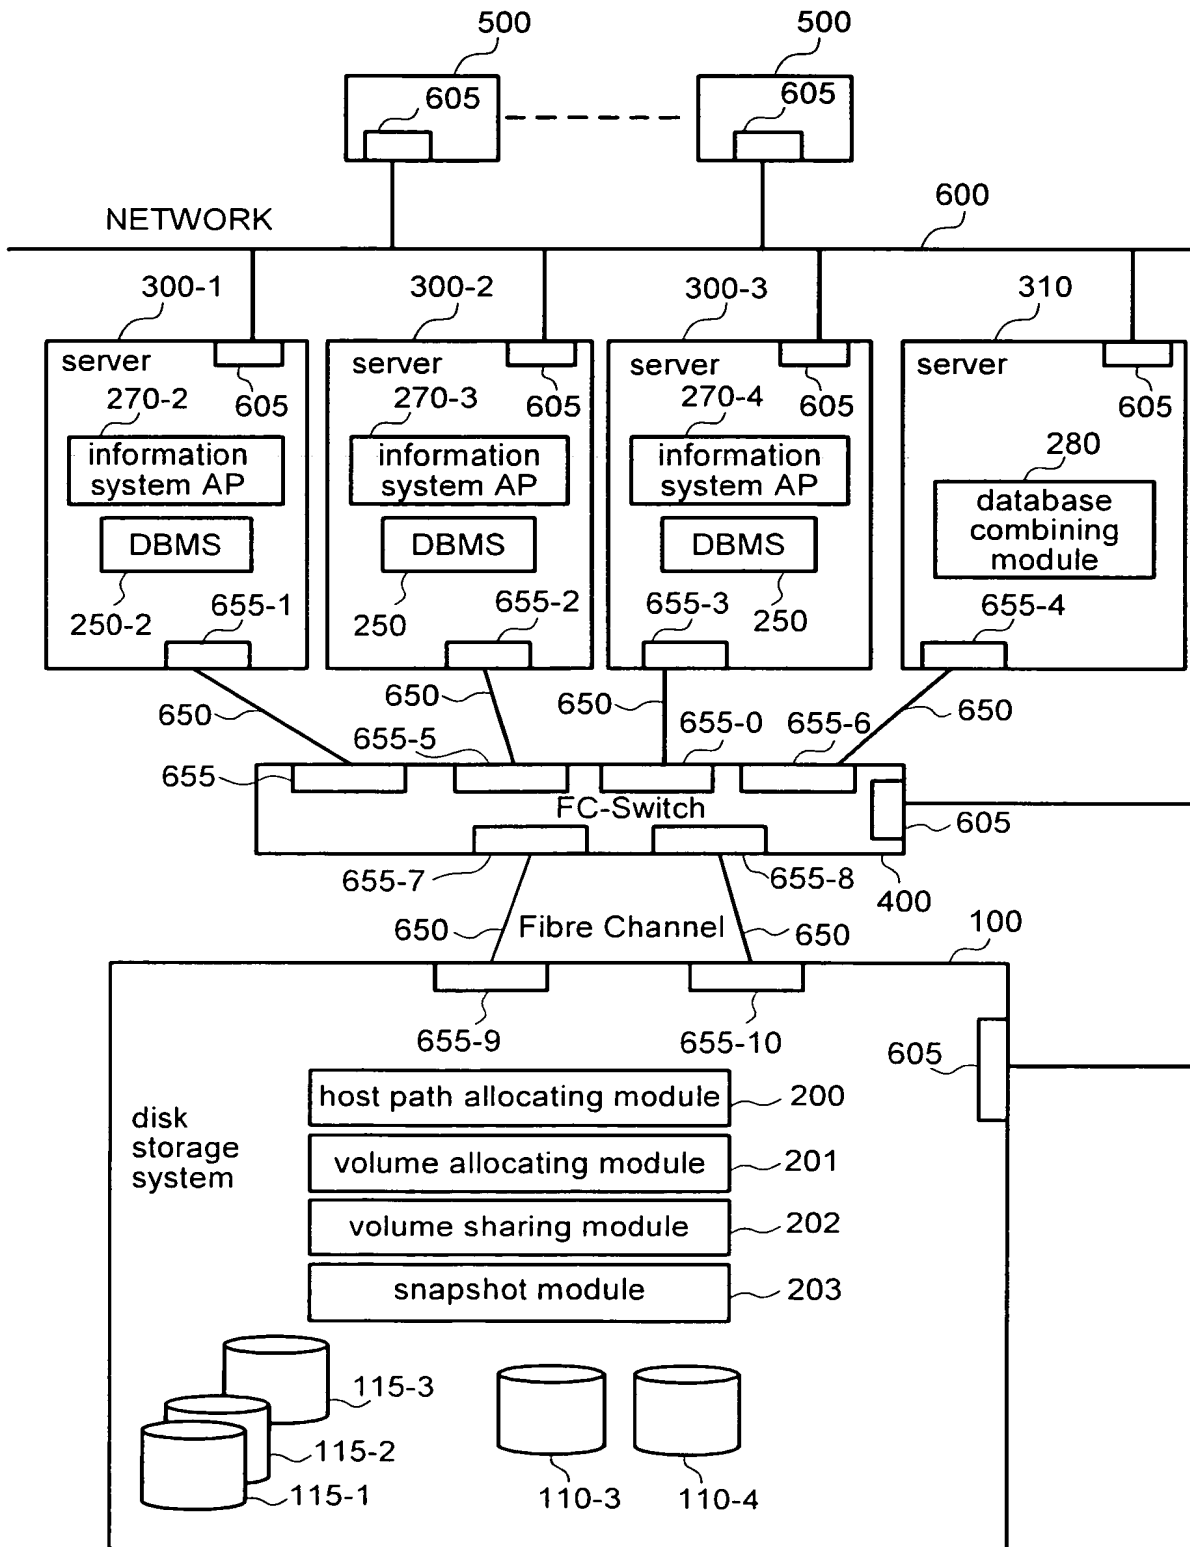 500
500
605
605
NETWORK
600
300-1
300-2
300-3
310
server
server
server
server
605
605
605
605
270-2
270-3
270-4
280
information
system AP
information
system AP
information
system AP
database
combining
module
DBMS
DBMS
DBMS
250-2
655-1
250
655-2
655-3
250
655-4
650
650
650
650
655-5
655-0
655-6
655
FC-Switch
605
655-7
655-8
400
650
Fibre Channel
650
100
655-9
655-10
605
disk
storage
system
host path allocating module
200
volume allocating module
201
volume sharing module
202
snapshot module
203
115-3
115-2
115-1
110-3
110-4